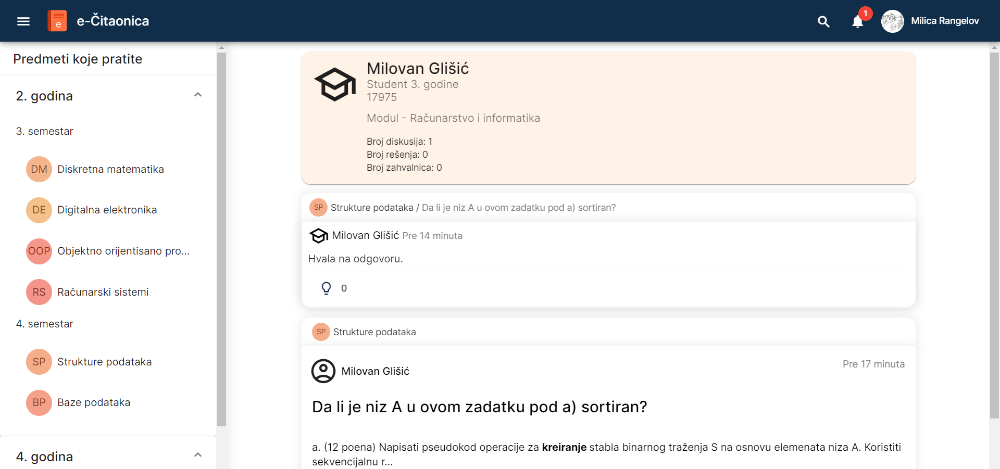 e
e-Čitaonica
1
Milica Rangelov
Predmeti koje pratite
2. godina
3. semestar
DM Diskretna matematika
DE Digitalna elektronika
OOP Objektno orijentisano pro...
RS Računarski sistemi
4. semestar
SP Strukture podataka
BP Baze podataka
4. godina
Milovan Glišić
Student 3. godine
17975
Modul - Računarstvo i informatika
Broj diskusija: 1
Broj rešenja: 0
Broj zahvalnica: 0
SP Strukture podataka / Da li je niz A u ovom zadatku pod a) sortiran?
Milovan Glišić Pre 14 minuta
Hvala na odgovoru.
0
SP Strukture podataka
Milovan Glišić
Pre 17 minuta
Da li je niz A u ovom zadatku pod a) sortiran?
a. (12 poena) Napisati pseudokod operacije za kreiranje stabla binarnog traženja S na osnovu elemenata niza A. Koristiti
sekvencijalnu r...